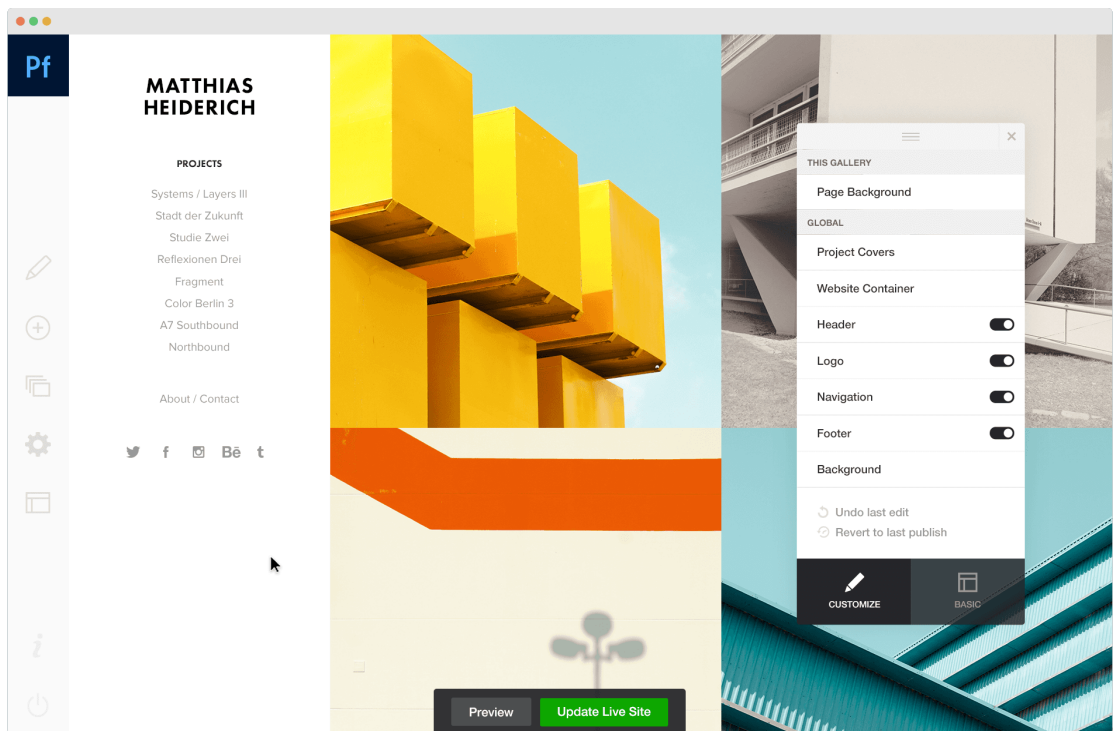 Pf
MATTHIAS
HEIDERICH
PROJECTS
Systems / Layers III
Stadt der Zukunft
Studie Zwei
Reflexionen Drei
Fragment
Color Berlin 3
A7 Southbound
Northbound
About / Contact
f
Bē
t
i
THIS GALLERY
Page Background
GLOBAL
Project Covers
Website Container
Header
Logo
Navigation
Footer
Background
Undo last edit
Revert to last publish
CUSTOMIZE
BASIC
Preview
Update Live Site